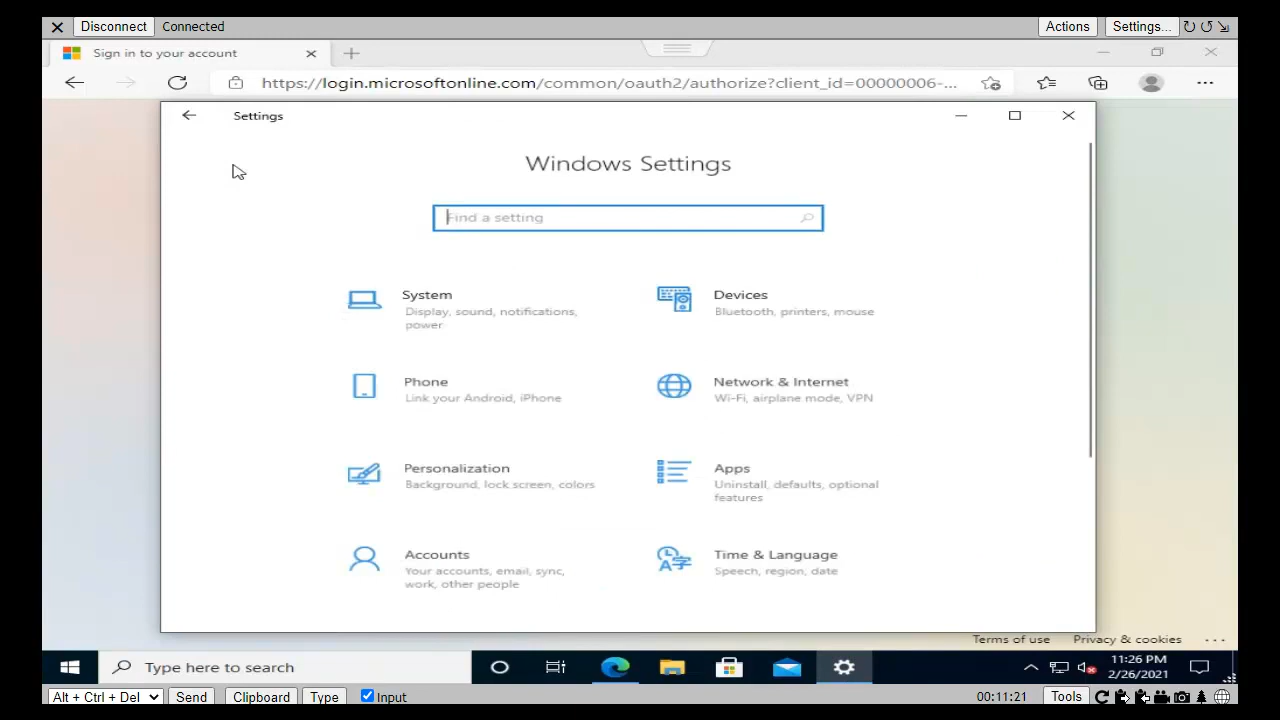 Disconnect Connected Actions Settings...
Sign in to your account
https://login.microsoftonline.com/common/oauth2/authorize?client_id=00000006-...
Settings
Windows Settings
Find a setting
System
Display, sound, notifications,
power
Devices
Bluetooth, printers, mouse
Phone
Link your Android, iPhone
Network & Internet
Wi-Fi, airplane mode, VPN
Personalization
Background, lock screen, colors
Apps
Uninstall, defaults, optional
features
Accounts
Your accounts, email, sync,
work, other people
Time & Language
Speech, region, date
Terms of use Privacy & cookies ...
Type here to search
11:26 PM
2/26/2021
Alt + Ctrl + Del Send Clipboard Type Input 00:11:21 Tools